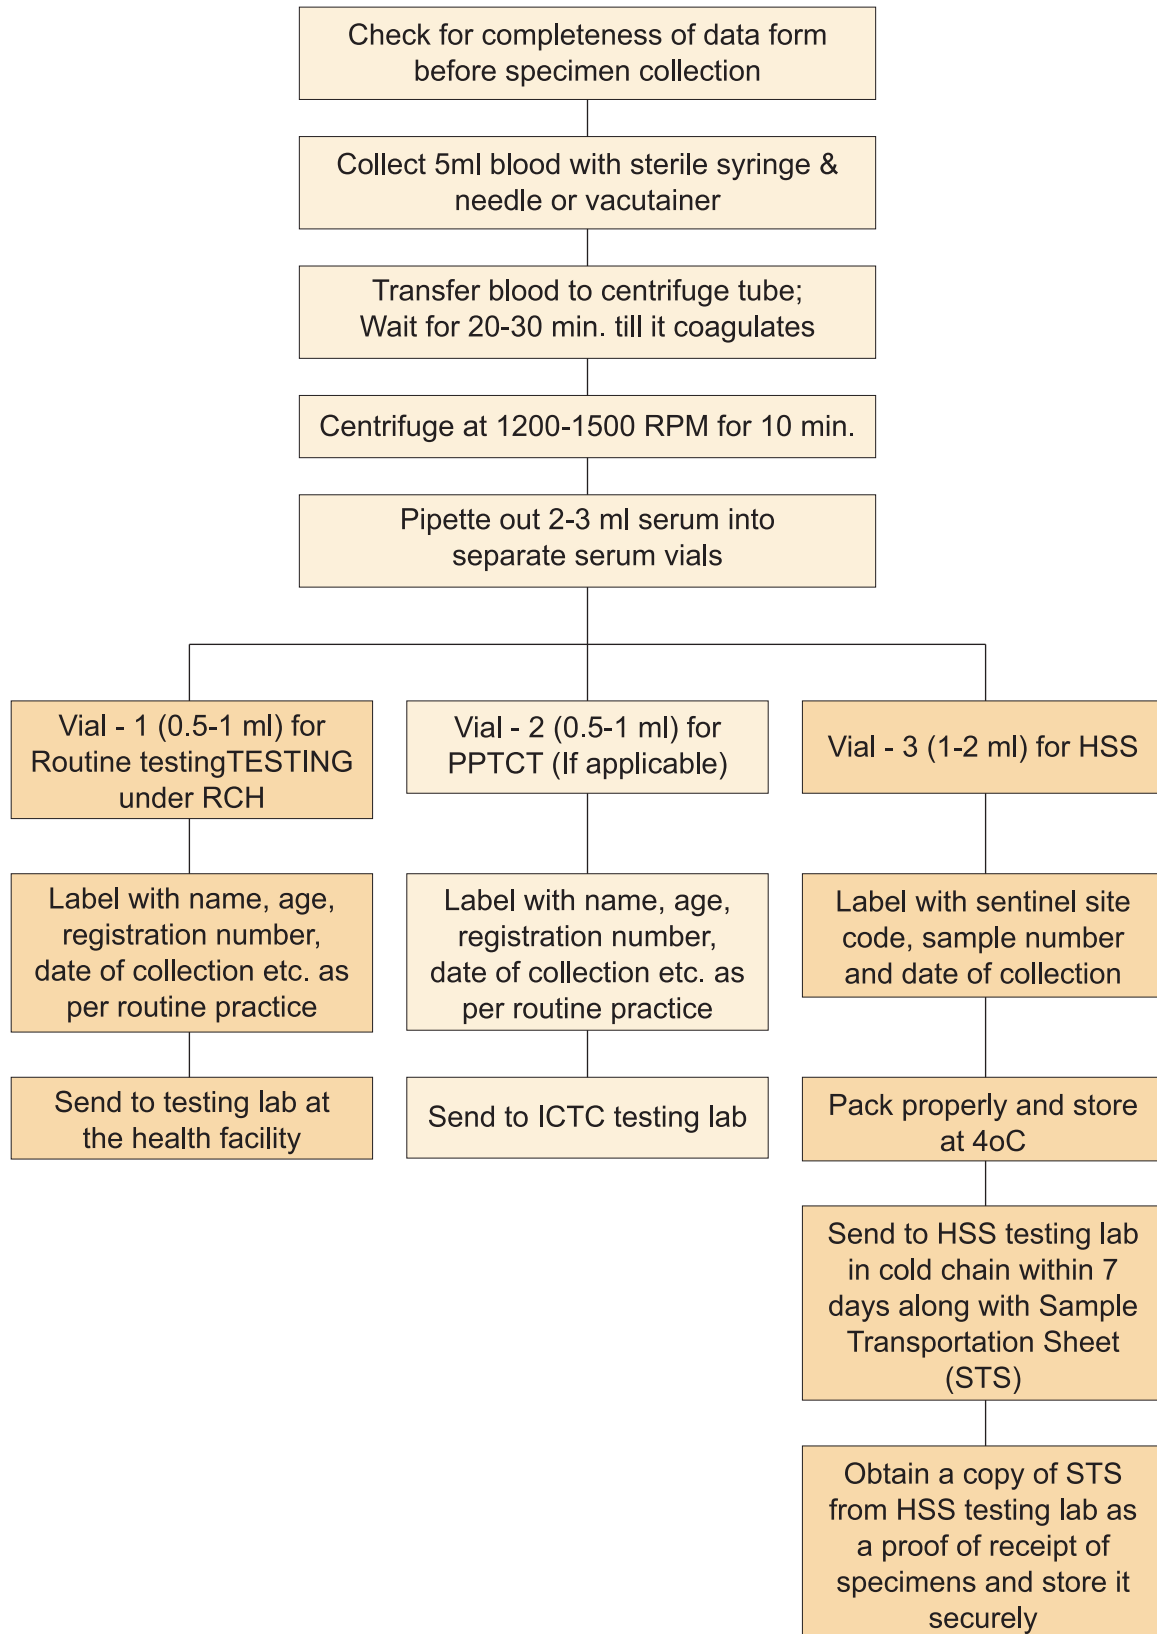 Check for completeness of data form
before specimen collection
Collect 5ml blood with sterile syringe &
needle or vacutainer
Transfer blood to centrifuge tube;
Wait for 20-30 min. till it coagulates
Centrifuge at 1200-1500 RPM for 10 min.
Pipette out 2-3 ml serum into
separate serum vials
Vial - 1 (0.5-1 ml) for
Routine testingTESTING
under RCH
Label with name, age,
registration number,
date of collection etc. as
per routine practice
Send to testing lab at
the health facility
Vial - 2 (0.5-1 ml) for
PPTCT (If applicable)
Label with name, age,
registration number,
date of collection etc. as
per routine practice
Send to ICTC testing lab
Vial - 3 (1-2 ml) for HSS
Label with sentinel site
code, sample number
and date of collection
Pack properly and store
at 4oC
Send to HSS testing lab
in cold chain within 7
days along with Sample
Transportation Sheet
(STS)
Obtain a copy of STS
from HSS testing lab as
a proof of receipt of
specimens and store it
securely